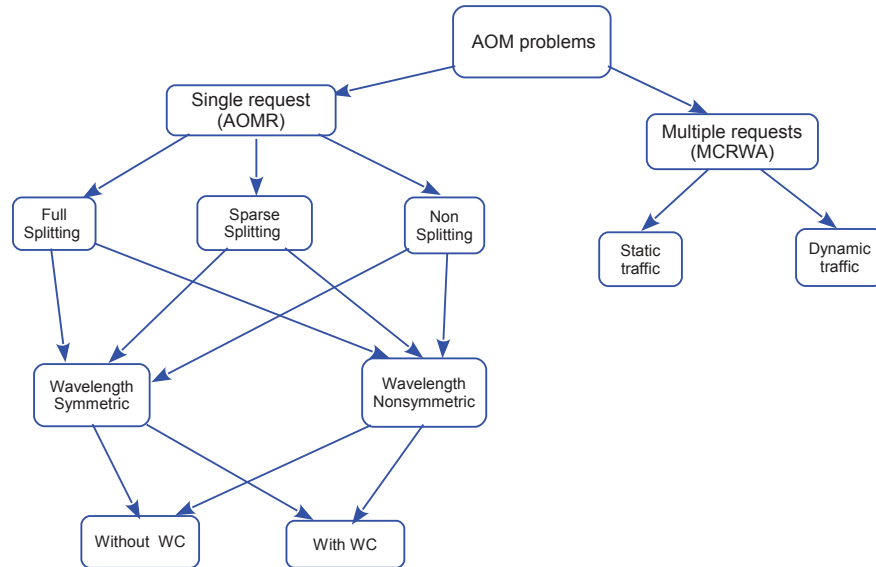 AOM problems
Single request
(AOMR)
Multiple requests
(MCRWA)
Full
Splitting
Sparse
Splitting
Non
Splitting
Static
traffic
Dynamic
traffic
Wavelength
Symmetric
Wavelength
Nonsymmetric
Without WC
With WC